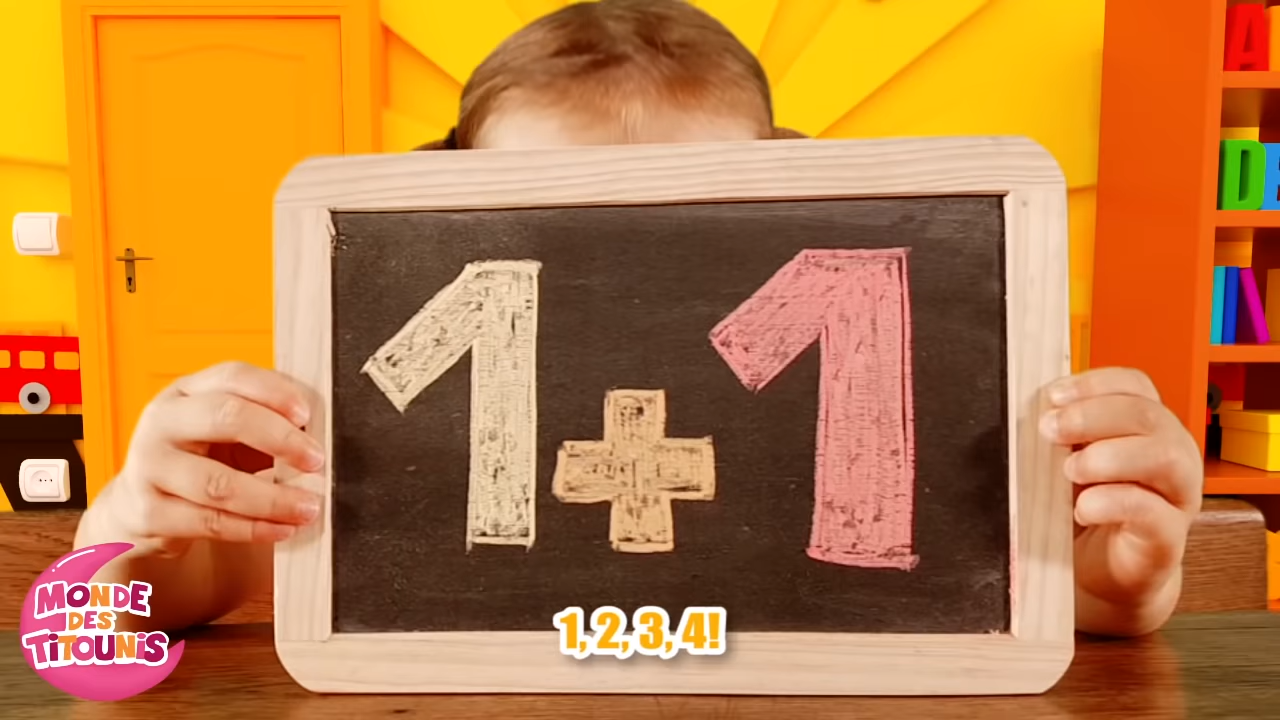 A
D
1 + 1
1, 2, 3, 4!
MONDE
DES
TiTOUNiS